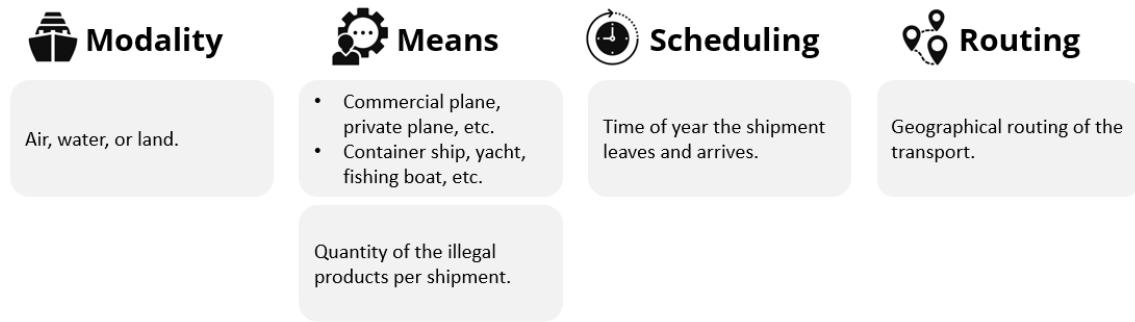 Modality
Means
Scheduling
Routing
Air, water, or land.
• Commercial plane,
private plane, etc.
• Container ship, yacht,
fishing boat, etc.
Time of year the shipment
leaves and arrives.
Geographical routing of the
transport.
Quantity of the illegal
products per shipment.